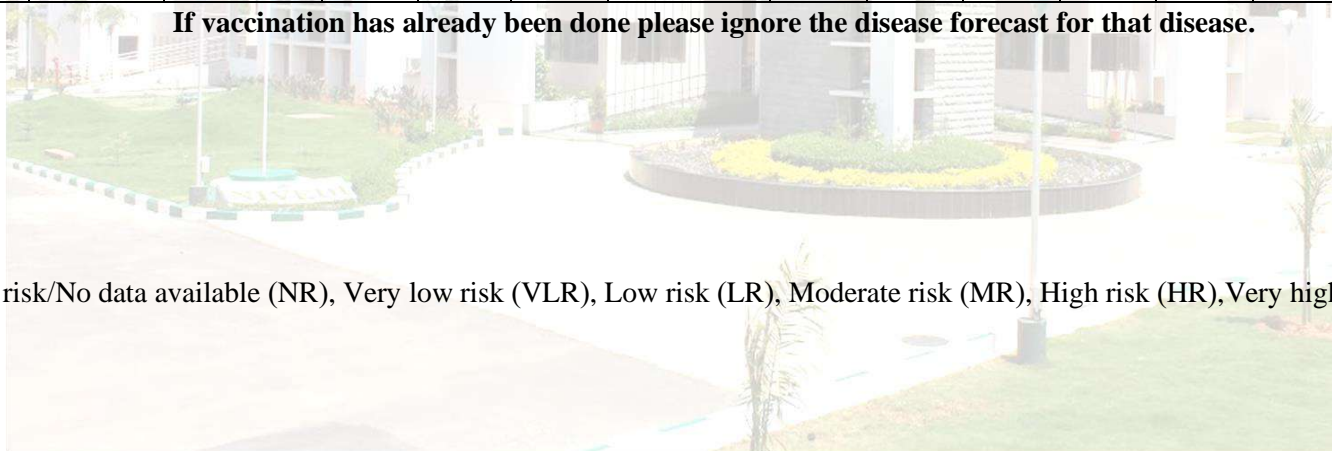 If vaccination has already been done please ignore the disease forecast for that disease.
risk/No data available (NR), Very low risk (VLR), Low risk (LR), Moderate risk (MR), High risk (HR),Very high